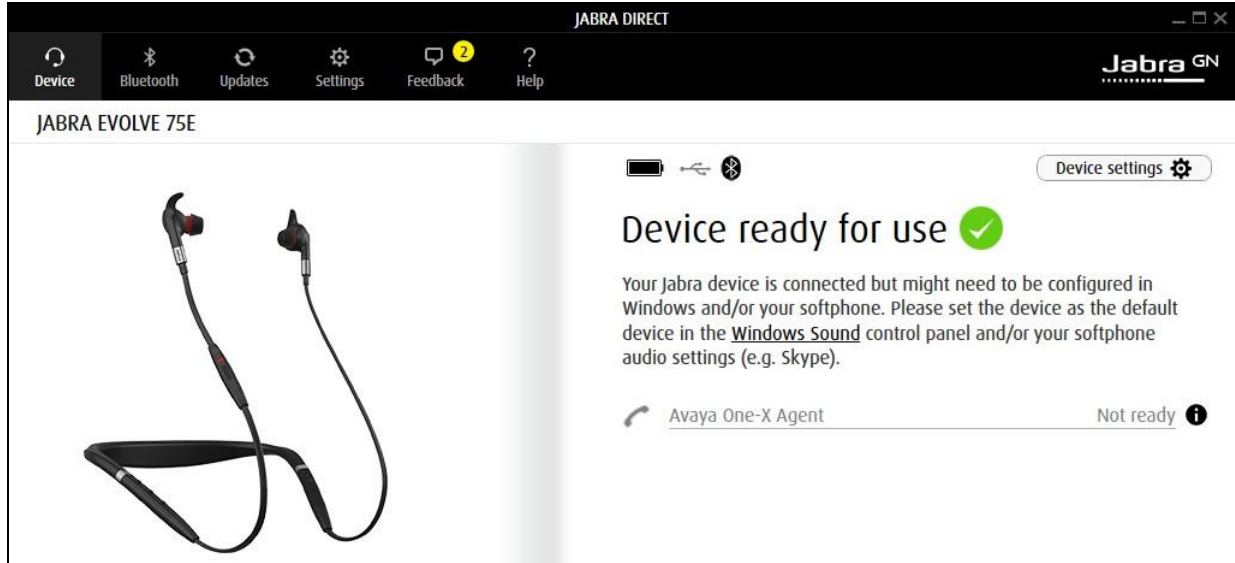 JABRA DIRECT
Device
Bluetooth
Updates
Settings
2
Feedback
?
Help
Jabra GN
JABRA EVOLVE 75E
Device settings
Device ready for use
Your Jabra device is connected but might need to be configured in
Windows and/or your softphone. Please set the device as the default
device in the Windows Sound control panel and/or your softphone
audio settings (e.g. Skype).
Avaya One-X Agent
Not ready